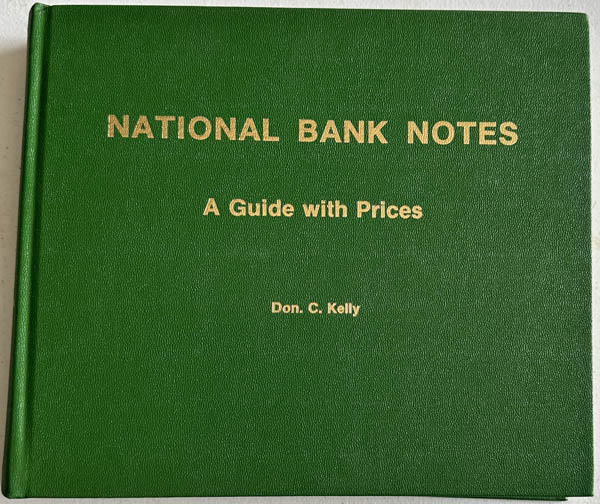 NATIONAL BANK NOTES
A Guide with Prices
Don. C. Kelly